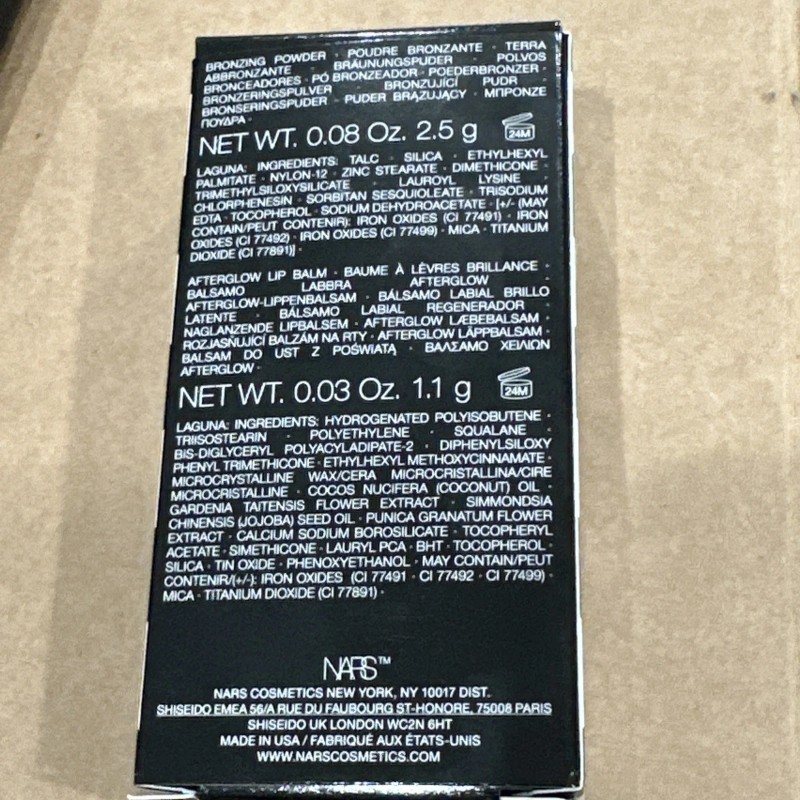 BRONZING POWDER · POUDRE BRONZANTE · TERRA
ABBRONZANTE · BRÄUNUNGSPUDER · POLVOS
BRONCEADORES · PÓ BRONZEADOR · POEDERBRONZER ·
BRONZERINGSPULVER · BRONZUJÍCÍ PUDR ·
BRONSERINGSPUDER · PUDER BRĄZUJĄCY · ΜΠΡΟΝΖΕ
ΠΟΥΔΡΑ ·
NET WT. 0.08 Oz. 2.5 g 24M
LAGUNA: INGREDIENTS: TALC · SILICA · ETHYLHEXYL
PALMITATE · NYLON-12 · ZINC STEARATE · DIMETHICONE ·
TRIMETHYLSILOXYSILICATE · LAUROYL LYSINE ·
CHLORPHENESIN · SORBITAN SESQUIOLEATE · TRISODIUM
EDTA · TOCOPHEROL · SODIUM DEHYDROACETATE · [+/- (MAY
CONTAIN/PEUT CONTENIR): IRON OXIDES (CI 77491) · IRON
OXIDES (CI 77492) · IRON OXIDES (CI 77499) · MICA · TITANIUM
DIOXIDE (CI 77891)] ·
AFTERGLOW LIP BALM · BAUME À LÈVRES BRILLANCE ·
BALSAMO LABBRA AFTERGLOW ·
AFTERGLOW-LIPPENBALSAM · BÁLSAMO LABIAL BRILLO
LATENTE · BÁLSAMO LABIAL REGENERADOR ·
NAGLANZENDE LIPBALSEM · AFTERGLOW LÆBEBALSAM ·
ROZJASŇUJÍCÍ BALZÁM NA RTY · AFTERGLOW LÄPPBALSAM ·
BALSAM DO UST Z POŚWIATĄ · ΒΑΛΣΑΜΟ ΧΕΙΛΙΩΝ
AFTERGLOW ·
NET WT. 0.03 Oz. 1.1 g 24M
LAGUNA: INGREDIENTS: HYDROGENATED POLYISOBUTENE ·
TRIISOSTEARIN · POLYETHYLENE · SQUALANE ·
BIS-DIGLYCERYL POLYACYLADIPATE-2 · DIPHENYLSILOXY
PHENYL TRIMETHICONE · ETHYLHEXYL METHOXYCINNAMATE ·
MICROCRYSTALLINE WAX/CERA MICROCRISTALLINA/CIRE
MICROCRISTALLINE · COCOS NUCIFERA (COCONUT) OIL ·
GARDENIA TAITENSIS FLOWER EXTRACT · SIMMONDSIA
CHINENSIS (JOJOBA) SEED OIL · PUNICA GRANATUM FLOWER
EXTRACT · CALCIUM SODIUM BOROSILICATE · TOCOPHERYL
ACETATE · SIMETHICONE · LAURYL PCA · BHT · TOCOPHEROL ·
SILICA · TIN OXIDE · PHENOXYETHANOL · MAY CONTAIN/PEUT
CONTENIR/(+/-): IRON OXIDES (CI 77491 · CI 77492 · CI 77499) ·
MICA · TITANIUM DIOXIDE (CI 77891) ·
NARS™
NARS COSMETICS NEW YORK, NY 10017 DIST.
SHISEIDO EMEA 56/A RUE DU FAUBOURG ST-HONORE, 75008 PARIS
SHISEIDO UK LONDON WC2N 6HT
MADE IN USA / FABRIQUÉ AUX ÉTATS-UNIS
WWW.NARSCOSMETICS.COM